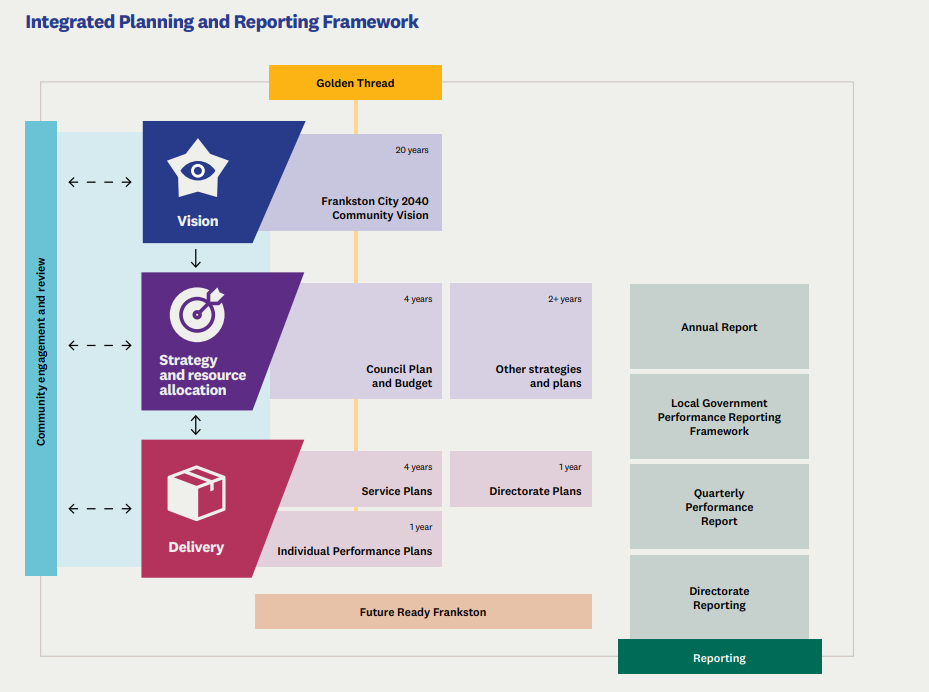 Integrated Planning and Reporting Framework
Golden Thread
Community engagement and review
Vision
20 years
Frankston City 2040
Community Vision
Strategy
and resource
allocation
4 years
Council Plan
and Budget
2+ years
Other strategies
and plans
Delivery
4 years
Service Plans
1 year
Directorate Plans
1 year
Individual Performance Plans
Future Ready Frankston
Annual Report
Local Government
Performance Reporting
Framework
Quarterly
Performance
Report
Directorate
Reporting
Reporting